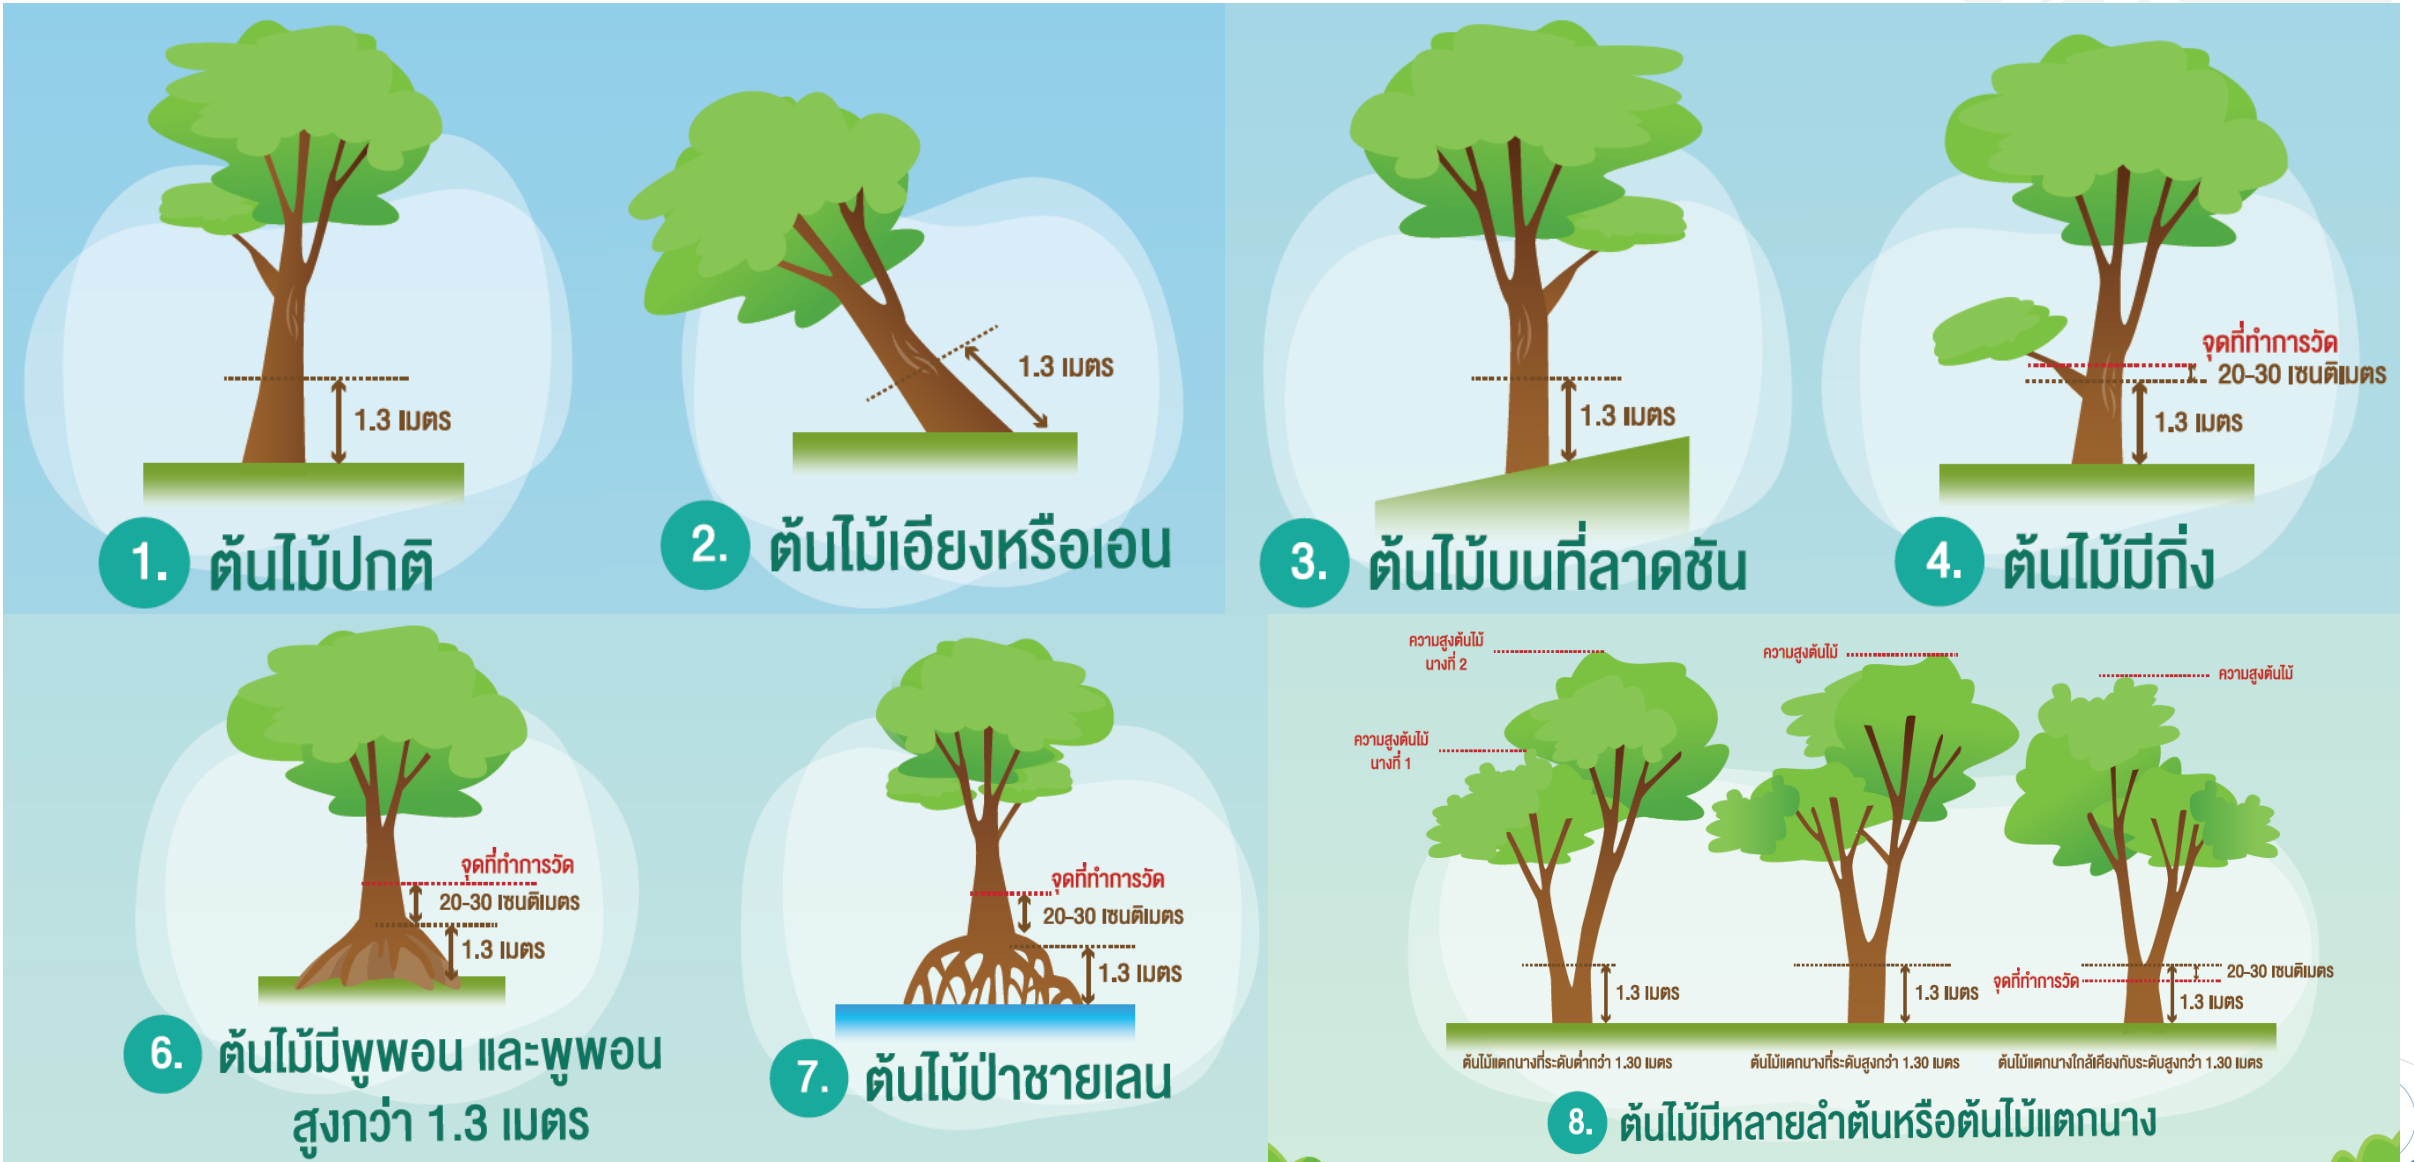 1.3 เมตร
1. ต้นไม้ปกติ
1.3 เมตร
2. ต้นไม้เอียงหรือเอน
1.3 เมตร
3. ต้นไม้บนที่ลาดชัน
จุดที่ทำการวัด
20-30 เซนติเมตร
1.3 เมตร
4. ต้นไม้มีกิ่ง
จุดที่ทำการวัด
20-30 เซนติเมตร
1.3 เมตร
6. ต้นไม้มีพูพอน และพูพอน
สูงกว่า 1.3 เมตร
จุดที่ทำการวัด
20-30 เซนติเมตร
1.3 เมตร
7. ต้นไม้ป่าชายเลน
ความสูงต้นไม้
นางที่ 2
ความสูงต้นไม้
นางที่ 1
1.3 เมตร
ต้นไม้แตกนางที่ระดับต่ำกว่า 1.30 เมตร
ความสูงต้นไม้
1.3 เมตร
ต้นไม้แตกนางที่ระดับสูงกว่า 1.30 เมตร
ความสูงต้นไม้
20-30 เซนติเมตร
จุดที่ทำการวัด
1.3 เมตร
ต้นไม้แตกนางใกล้เคียงกับระดับสูงกว่า 1.30 เมตร
8. ต้นไม้มีหลายลำต้นหรือต้นไม้แตกนาง